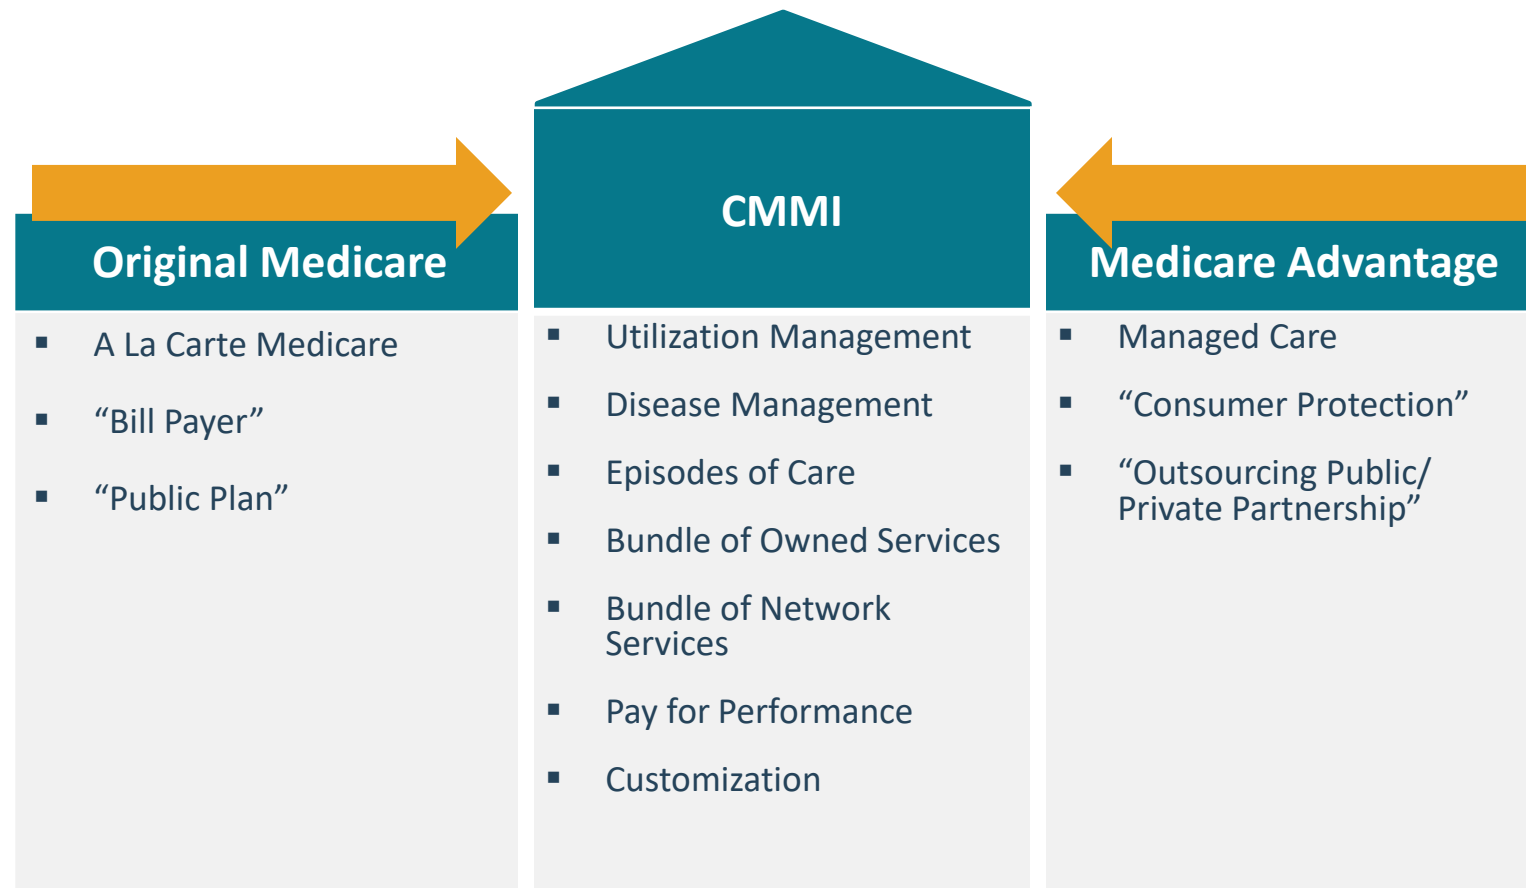 CMMI
Original Medicare
Medicare Advantage
▪ A La Carte Medicare
▪ “Bill Payer”
▪ “Public Plan”
▪ Utilization Management
▪ Disease Management
▪ Episodes of Care
▪ Bundle of Owned Services
▪ Bundle of Network
Services
▪ Pay for Performance
▪ Customization
▪ Managed Care
▪ “Consumer Protection”
▪ “Outsourcing Public/
Private Partnership”